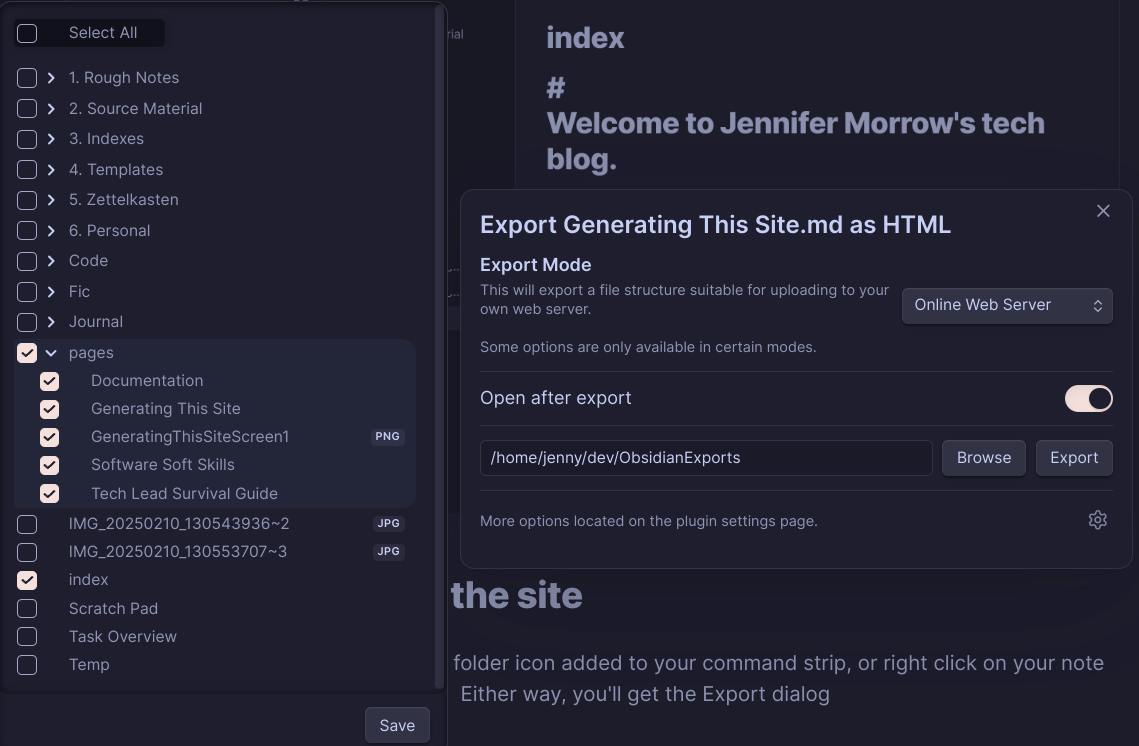 Select All
1. Rough Notes
2. Source Material
3. Indexes
4. Templates
5. Zettelkasten
6. Personal
Code
Fic
Journal
pages
Documentation
Generating This Site
GeneratingThisSiteScreen1 PNG
Software Soft Skills
Tech Lead Survival Guide
IMG_20250210_130543936~2 JPG
IMG_20250210_130553707~3 JPG
index
Scratch Pad
Task Overview
Temp
Save
index
#
Welcome to Jennifer Morrow's tech
blog.
Export Generating This Site.md as HTML
Export Mode
This will export a file structure suitable for uploading to your
own web server.
Online Web Server
Some options are only available in certain modes.
Open after export
/home/jenny/dev/ObsidianExports Browse Export
More options located on the plugin settings page.
the site
folder icon added to your command strip, or right click on your note
Either way, you'll get the Export dialog